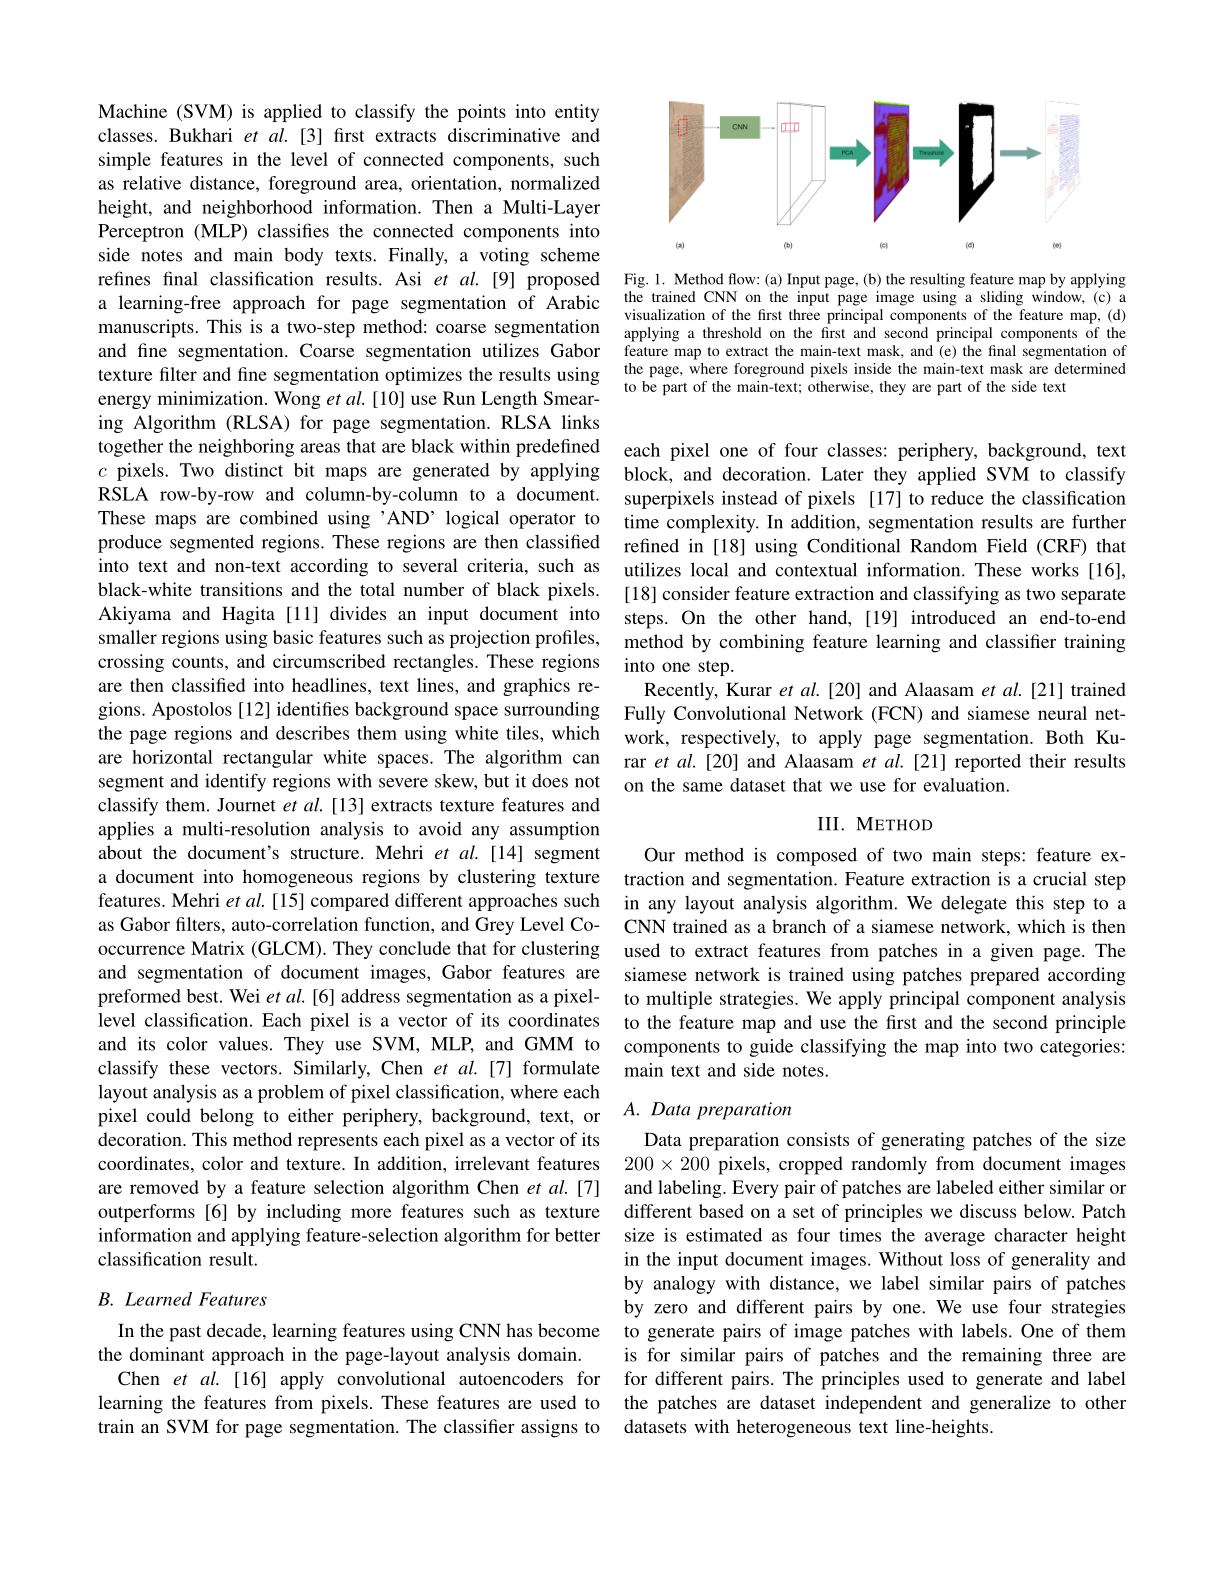 Machine (SVM) is applied to classify the points into entity
classes. Bukhari et al. [3] first extracts discriminative and
simple features in the level of connected components, such
as relative distance, foreground area, orientation, normalized
height, and neighborhood information. Then a Multi-Layer
Perceptron (MLP) classifies the connected components into
side notes and main body texts. Finally, a voting scheme
refines final classification results. Asi et al. [9] proposed
a learning-free approach for page segmentation of Arabic
manuscripts. This is a two-step method: coarse segmentation
and fine segmentation. Coarse segmentation utilizes Gabor
texture filter and fine segmentation optimizes the results using
energy minimization. Wong et al. [10] use Run Length Smear-
ing Algorithm (RLSA) for page segmentation. RLSA links
together the neighboring areas that are black within predefined
c pixels. Two distinct bit maps are generated by applying
RSLA row-by-row and column-by-column to a document.
These maps are combined using ’AND’ logical operator to
produce segmented regions. These regions are then classified
into text and non-text according to several criteria, such as
black-white transitions and the total number of black pixels.
Akiyama and Hagita [11] divides an input document into
smaller regions using basic features such as projection profiles,
crossing counts, and circumscribed rectangles. These regions
are then classified into headlines, text lines, and graphics re-
gions. Apostolos [12] identifies background space surrounding
the page regions and describes them using white tiles, which
are horizontal rectangular white spaces. The algorithm can
segment and identify regions with severe skew, but it does not
classify them. Journet et al. [13] extracts texture features and
applies a multi-resolution analysis to avoid any assumption
about the document's structure. Mehri et al. [14] segment
a document into homogeneous regions by clustering texture
features. Mehri et al. [15] compared different approaches such
as Gabor filters, auto-correlation function, and Grey Level Co-
occurrence Matrix (GLCM). They conclude that for clustering
and segmentation of document images, Gabor features are
preformed best. Wei et al. [6] address segmentation as a pixel-
level classification. Each pixel is a vector of its coordinates
and its color values. They use SVM, MLP, and GMM to
classify these vectors. Similarly, Chen et al. [7] formulate
layout analysis as a problem of pixel classification, where each
pixel could belong to either periphery, background, text, or
decoration. This method represents each pixel as a vector of its
coordinates, color and texture. In addition, irrelevant features
are removed by a feature selection algorithm Chen et al. [7]
outperforms [6] by including more features such as texture
information and applying feature-selection algorithm for better
classification result.
B. Learned Features
In the past decade, learning features using CNN has become
the dominant approach in the page-layout analysis domain.
Chen et al. [16] apply convolutional autoencoders for
learning the features from pixels. These features are used to
train an SVM for page segmentation. The classifier assigns to
CNN
PCA
Threshold
(a) (b) (c) (d) (e)
Fig. 1. Method flow: (a) Input page, (b) the resulting feature map by applying
the trained CNN on the input page image using a sliding window, (c) a
visualization of the first three principal components of the feature map, (d)
applying a threshold on the first and second principal components of the
feature map to extract the main-text mask, and (e) the final segmentation of
the page, where foreground pixels inside the main-text mask are determined
to be part of the main-text; otherwise, they are part of the side text
each pixel one of four classes: periphery, background, text
block, and decoration. Later they applied SVM to classify
superpixels instead of pixels [17] to reduce the classification
time complexity. In addition, segmentation results are further
refined in [18] using Conditional Random Field (CRF) that
utilizes local and contextual information. These works [16],
[18] consider feature extraction and classifying as two separate
steps. On the other hand, [19] introduced an end-to-end
method by combining feature learning and classifier training
into one step.
Recently, Kurar et al. [20] and Alaasam et al. [21] trained
Fully Convolutional Network (FCN) and siamese neural net-
work, respectively, to apply page segmentation. Both Ku-
rar et al. [20] and Alaasam et al. [21] reported their results
on the same dataset that we use for evaluation.
III. METHOD
Our method is composed of two main steps: feature ex-
traction and segmentation. Feature extraction is a crucial step
in any layout analysis algorithm. We delegate this step to a
CNN trained as a branch of a siamese network, which is then
used to extract features from patches in a given page. The
siamese network is trained using patches prepared according
to multiple strategies. We apply principal component analysis
to the feature map and use the first and the second principle
components to guide classifying the map into two categories:
main text and side notes.
A. Data preparation
Data preparation consists of generating patches of the size
200 × 200 pixels, cropped randomly from document images
and labeling. Every pair of patches are labeled either similar or
different based on a set of principles we discuss below. Patch
size is estimated as four times the average character height
in the input document images. Without loss of generality and
by analogy with distance, we label similar pairs of patches
by zero and different pairs by one. We use four strategies
to generate pairs of image patches with labels. One of them
is for similar pairs of patches and the remaining three are
for different pairs. The principles used to generate and label
the patches are dataset independent and generalize to other
datasets with heterogeneous text line-heights.